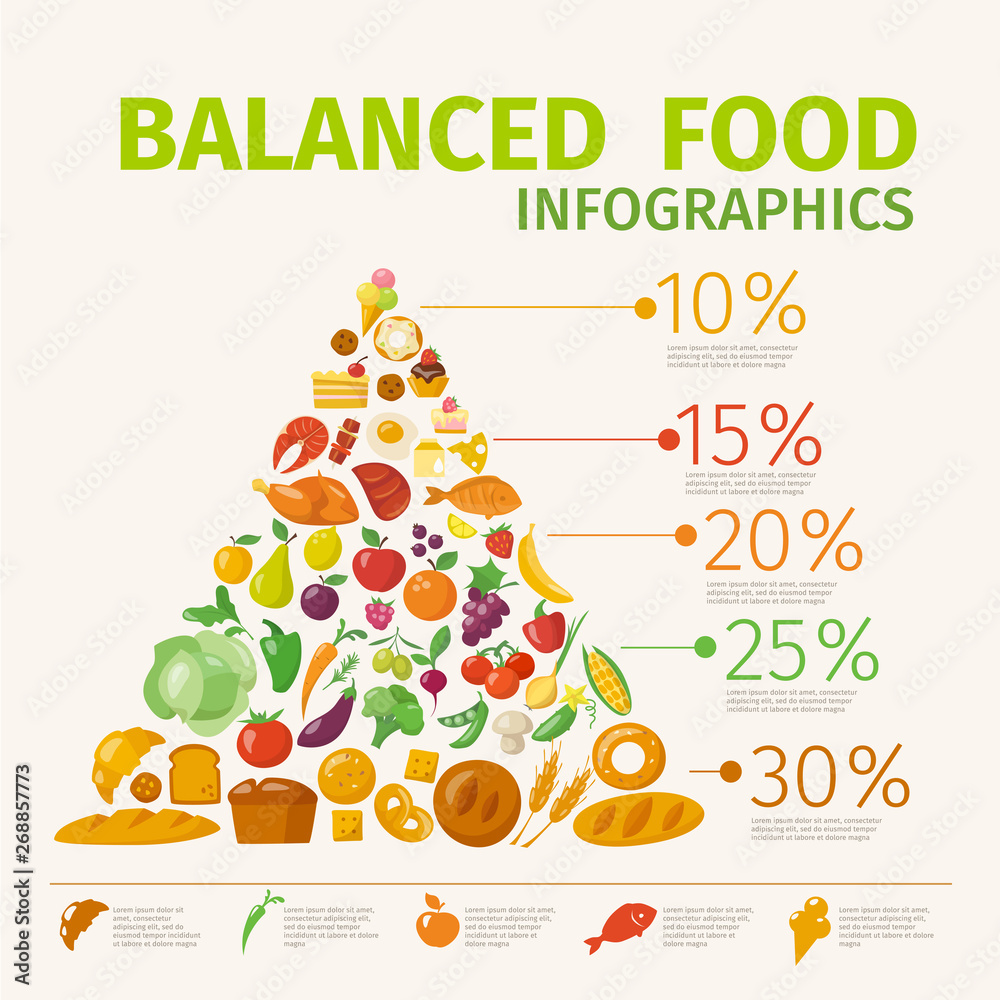 BALANCED FOOD
INFOGRAPHICS
10%
Lorem ipsum dolor sit amet, consectetur
adipiscing elit, sed do eiusmod tempor
incididunt ut labore et dolore magna
15%
Lorem ipsum dolor sit amet, consectetur
adipiscing elit, sed do eiusmod tempor
incididunt ut labore et dolore magna
20%
Lorem ipsum dolor sit amet, consectetur
adipiscing elit, sed do eiusmod tempor
incididunt ut labore et dolore magna
25%
Lorem ipsum dolor sit amet, consectetur
adipiscing elit, sed do eiusmod tempor
incididunt ut labore et dolore magna
30%
Lorem ipsum dolor sit amet, consectetur
adipiscing elit, sed do eiusmod tempor
incididunt ut labore et dolore magna
Lorem ipsum dolor sit
amet, consectetur
adipiscing elit, sed do
eiusmod incididunt
ut labore et dolore
magna
Lorem ipsum dolor sit amet,
consectetur adipiscing elit,
sed do eiusmod tempor
incididunt ut labore et dolore
magna
Lorem ipsum dolor sit amet,
consectetur adipiscing elit,
sed do eiusmod tempor
incididunt ut labore et
dolore magna
Lorem ipsum dolor sit amet,
consectetur adipiscing elit,
sed do eiusmod tempor
incididunt ut labore et dolore
magna
Lorem ipsum dolor sit amet,
consectetur adipiscing elit,
sed do eiusmod tempor
incididunt ut labore et dolore
magna
Adobe Stock | #268857773